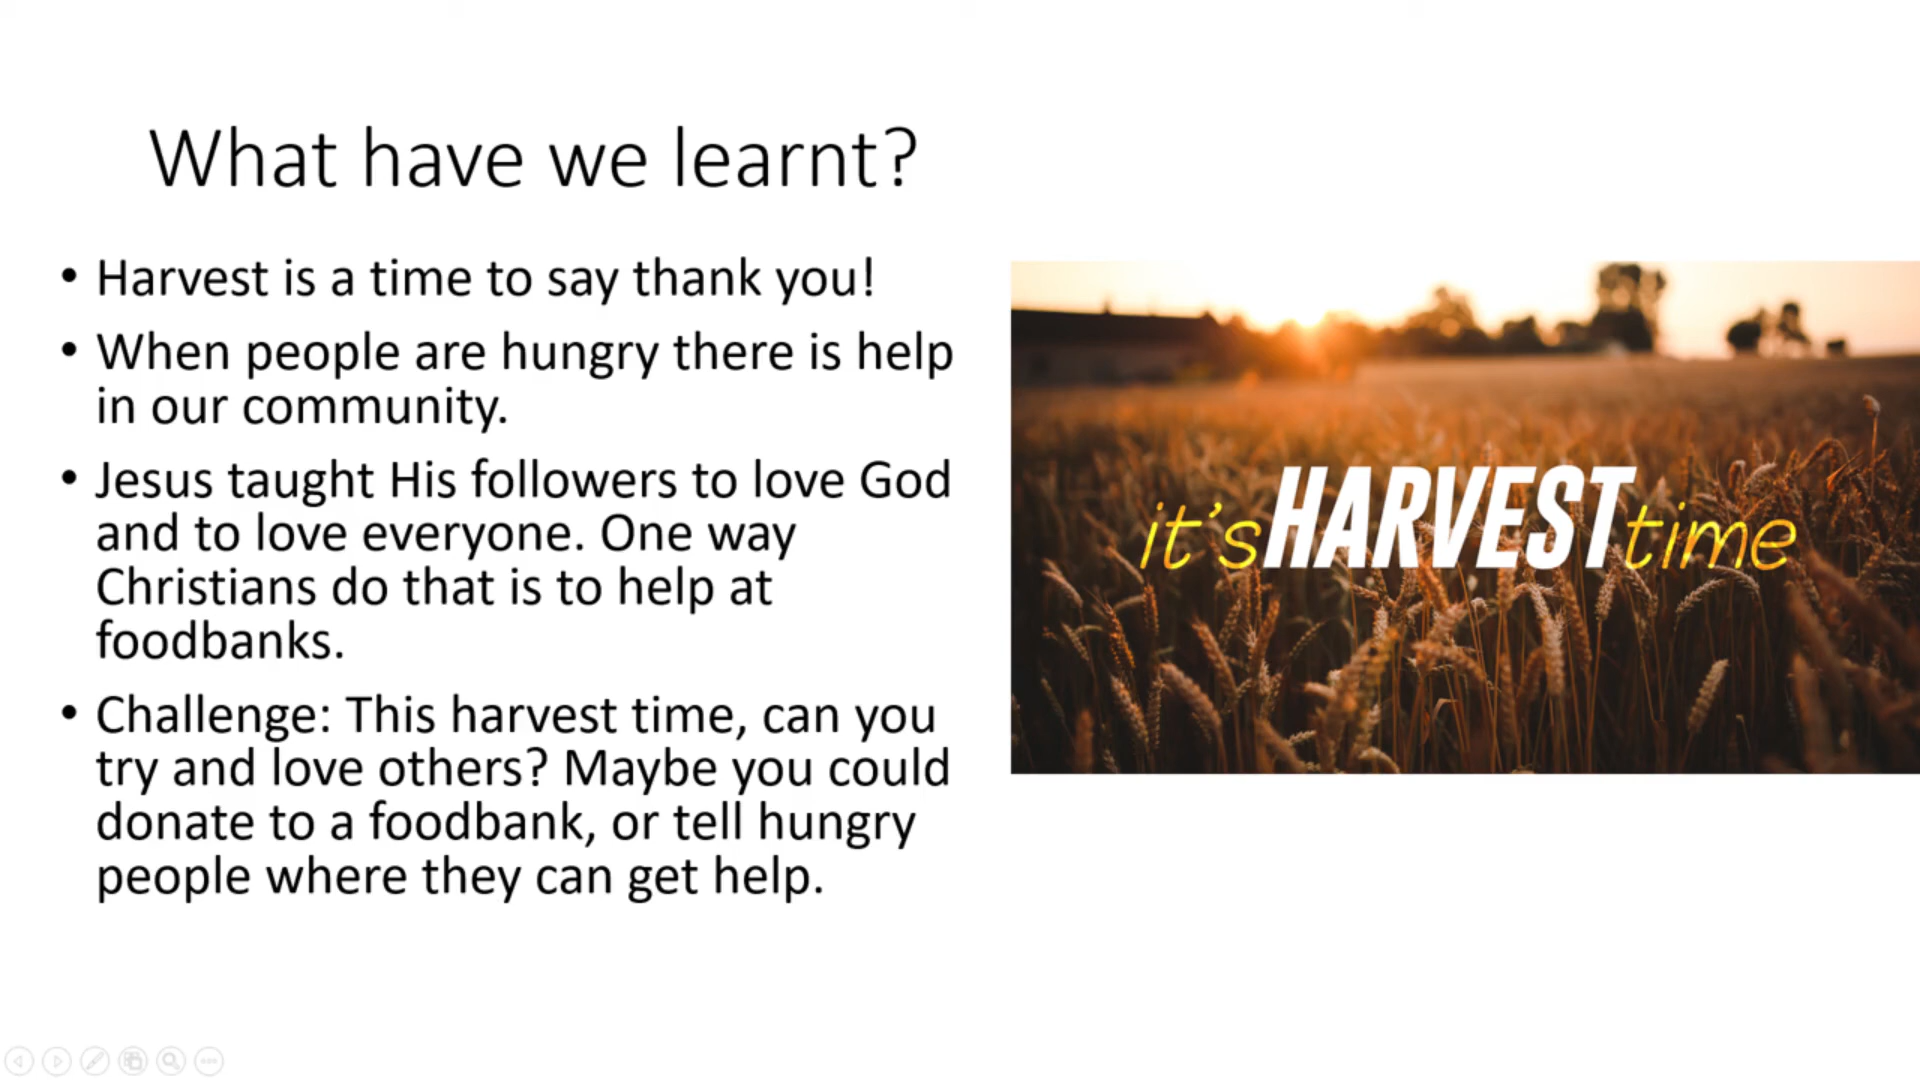 What have we learnt?
• Harvest is a time to say thank you!
• When people are hungry there is help
in our community.
• Jesus taught His followers to love God
and to love everyone. One way
Christians do that is to help at
foodbanks.
• Challenge: This harvest time, can you
try and love others? Maybe you could
donate to a foodbank, or tell hungry
people where they can get help.
it's HARVEST time